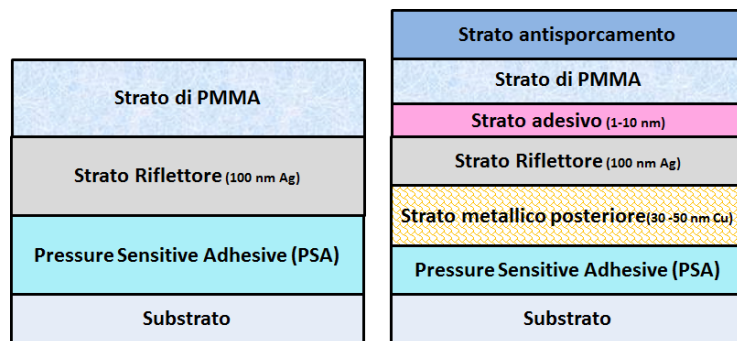 Strato di PMMA
Strato Riflettore (100 nm Ag)
Pressure Sensitive Adhesive (PSA)
Substrato
Strato antisporcamento
Strato di PMMA
Strato adesivo (1-10 nm)
Strato Riflettore (100 nm Ag)
Strato metallico posteriore(30 -50 nm Cu)
Pressure Sensitive Adhesive (PSA)
Substrato